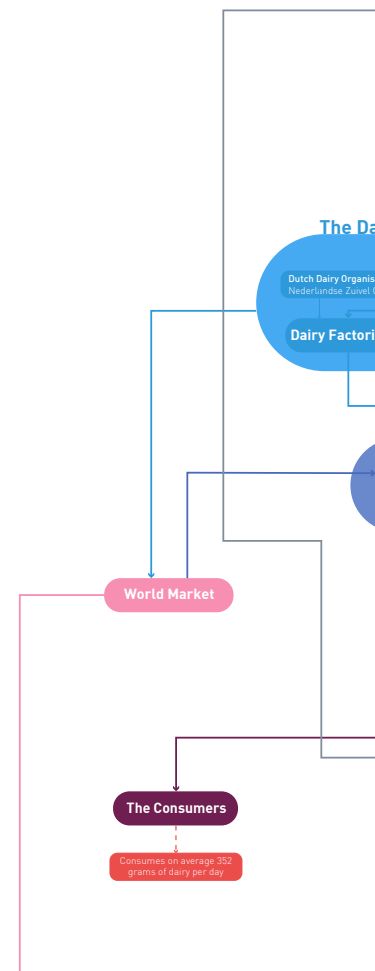 The Da
Dutch Dairy Organis
Nederlandse Zuivel
Dairy Factori
World Market
The Consumers
Consumes on average 352
grams of dairy per day